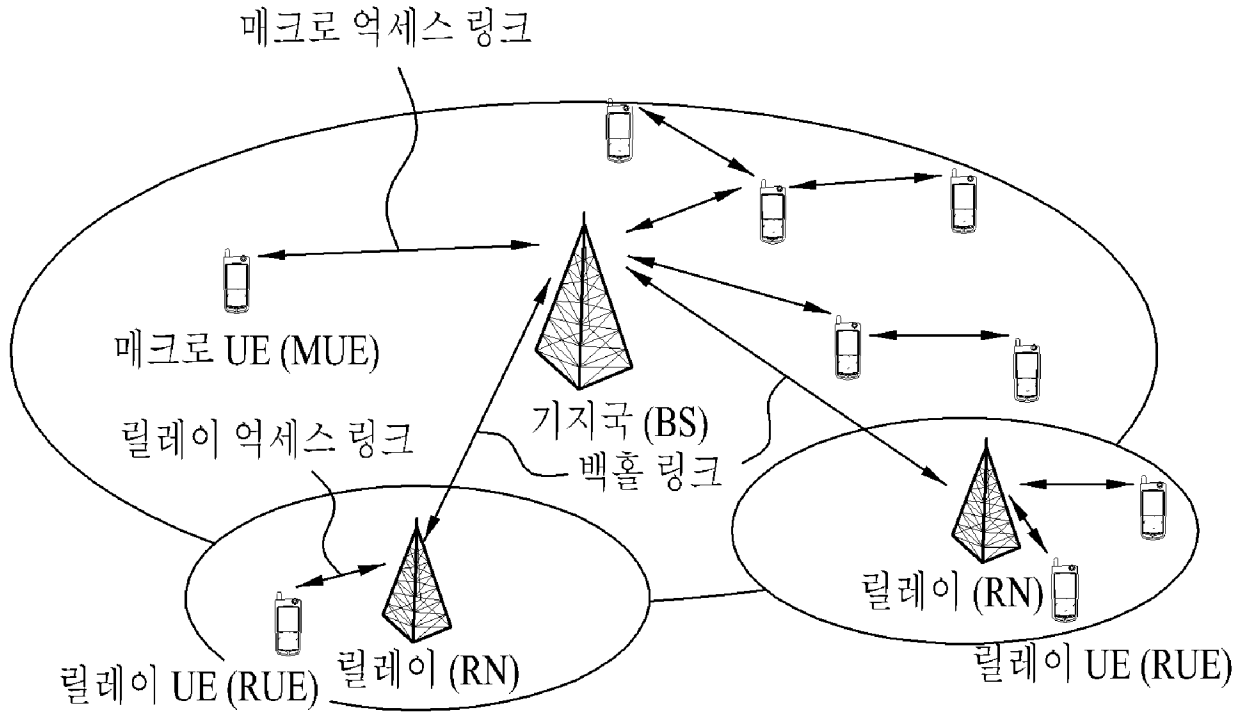 매크로 억세스 링크
매크로 UE (MUE)
기지국 (BS)
릴레이 억세스 링크
백홀 링크
릴레이 (RN)
릴레이 UE (RUE)
릴레이 UE (RUE)
릴레이 (RN)